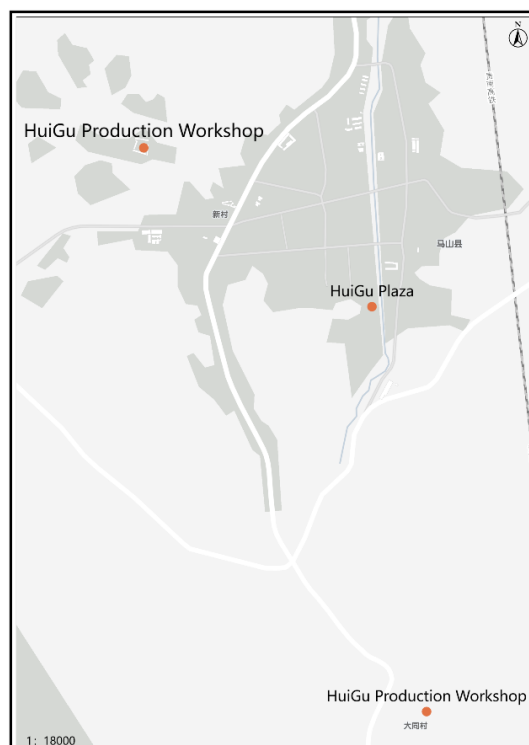 N
HuiGu Production Workshop
新村
乌山县
HuiGu Plaza
HuiGu Production Workshop
大同村
1：18000